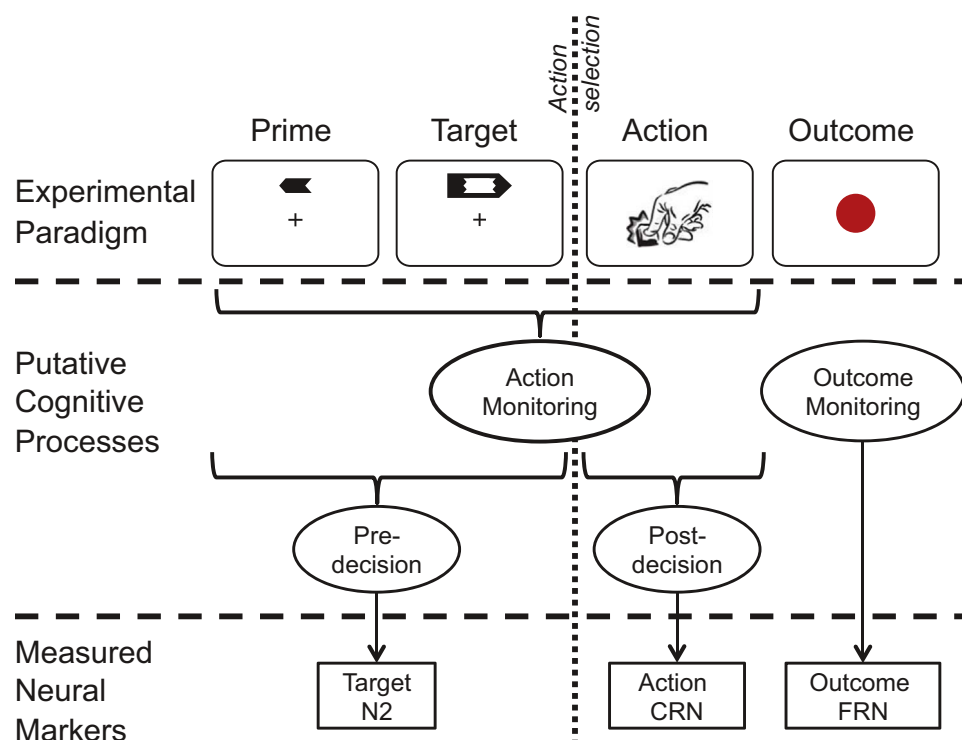 Action
selection
Prime
Target
Action
Outcome
Experimental
Paradigm
+
+
Putative
Cognitive
Processes
Action
Monitoring
Outcome
Monitoring
Pre-
decision
Post-
decision
Measured
Neural
Markers
Target
N2
Action
CRN
Outcome
FRN